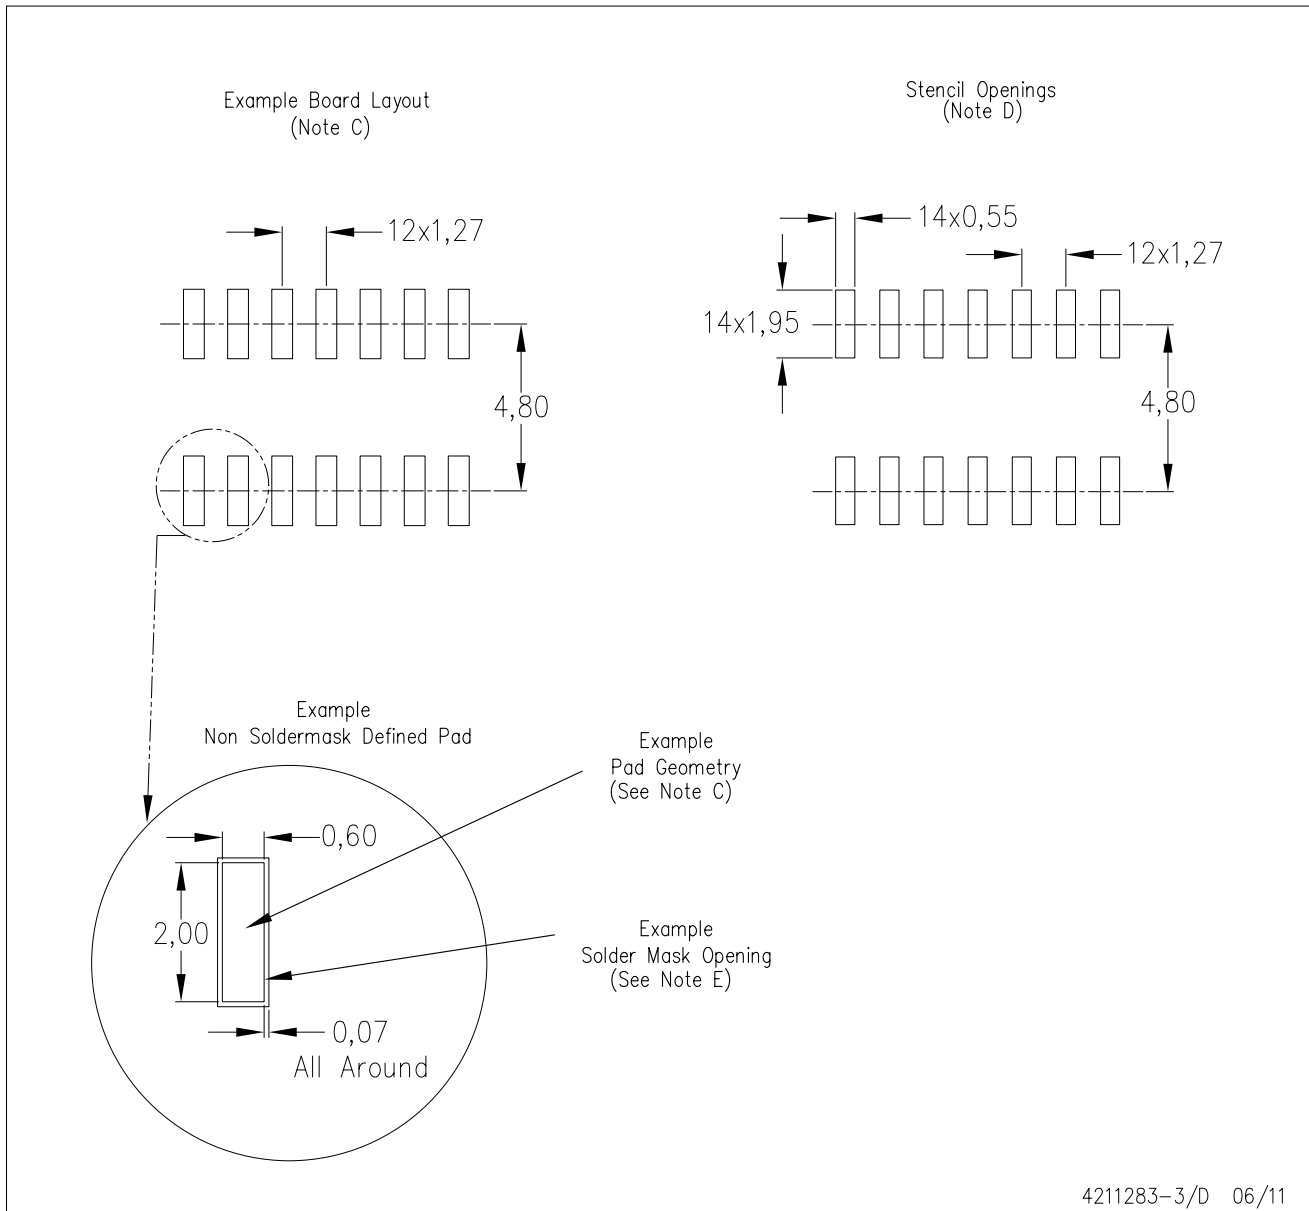 Example Board Layout
(Note C)
Stencil Openings
(Note D)
12x1,27
4,80
14x0,55
12x1,27
14x1,95
4,80
Example
Non Soldermask Defined Pad
Example
Pad Geometry
(See Note C)
0,60
2,00
Example
Solder Mask Opening
(See Note E)
0,07
All Around
4211283-3/D 06/11